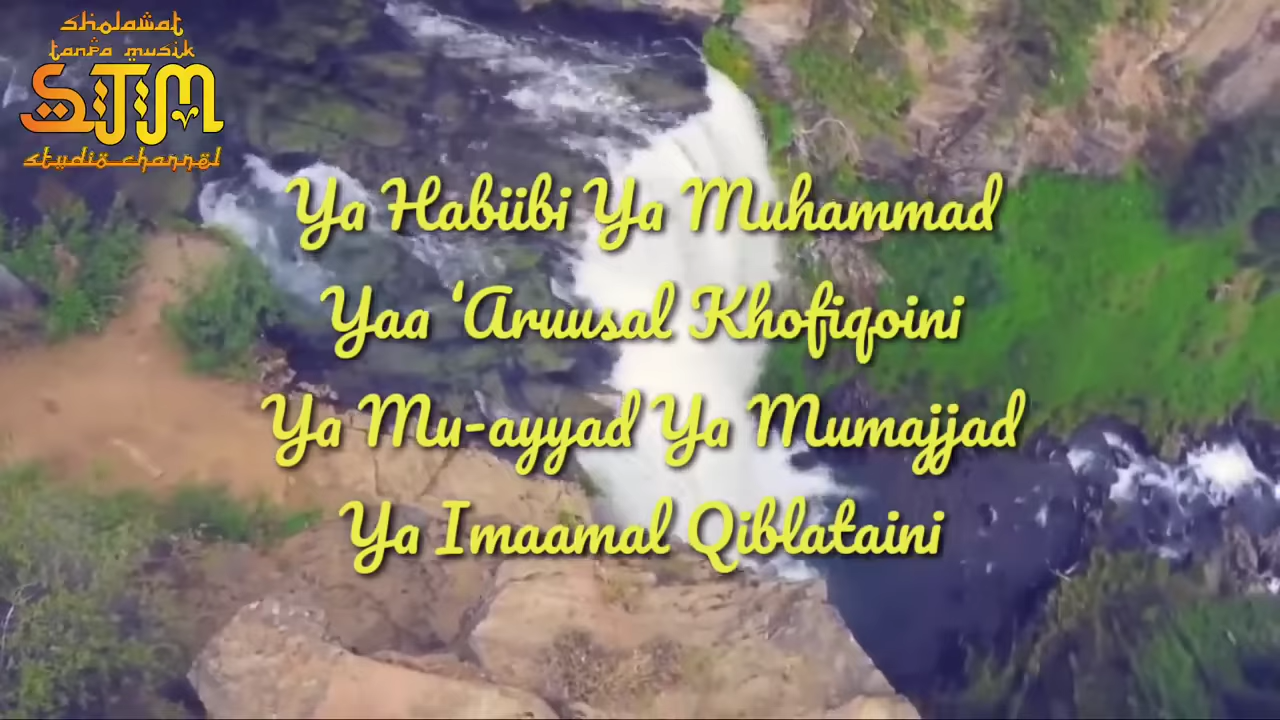 sholawat
tanpa musik
STM
studio channel
Ya Habiibi Ya Muhammad
Yaa ‘Aruusal Khofiqoini
Ya Mu-ayyad Ya Mumajjad
Ya Imaamal Qiblataini